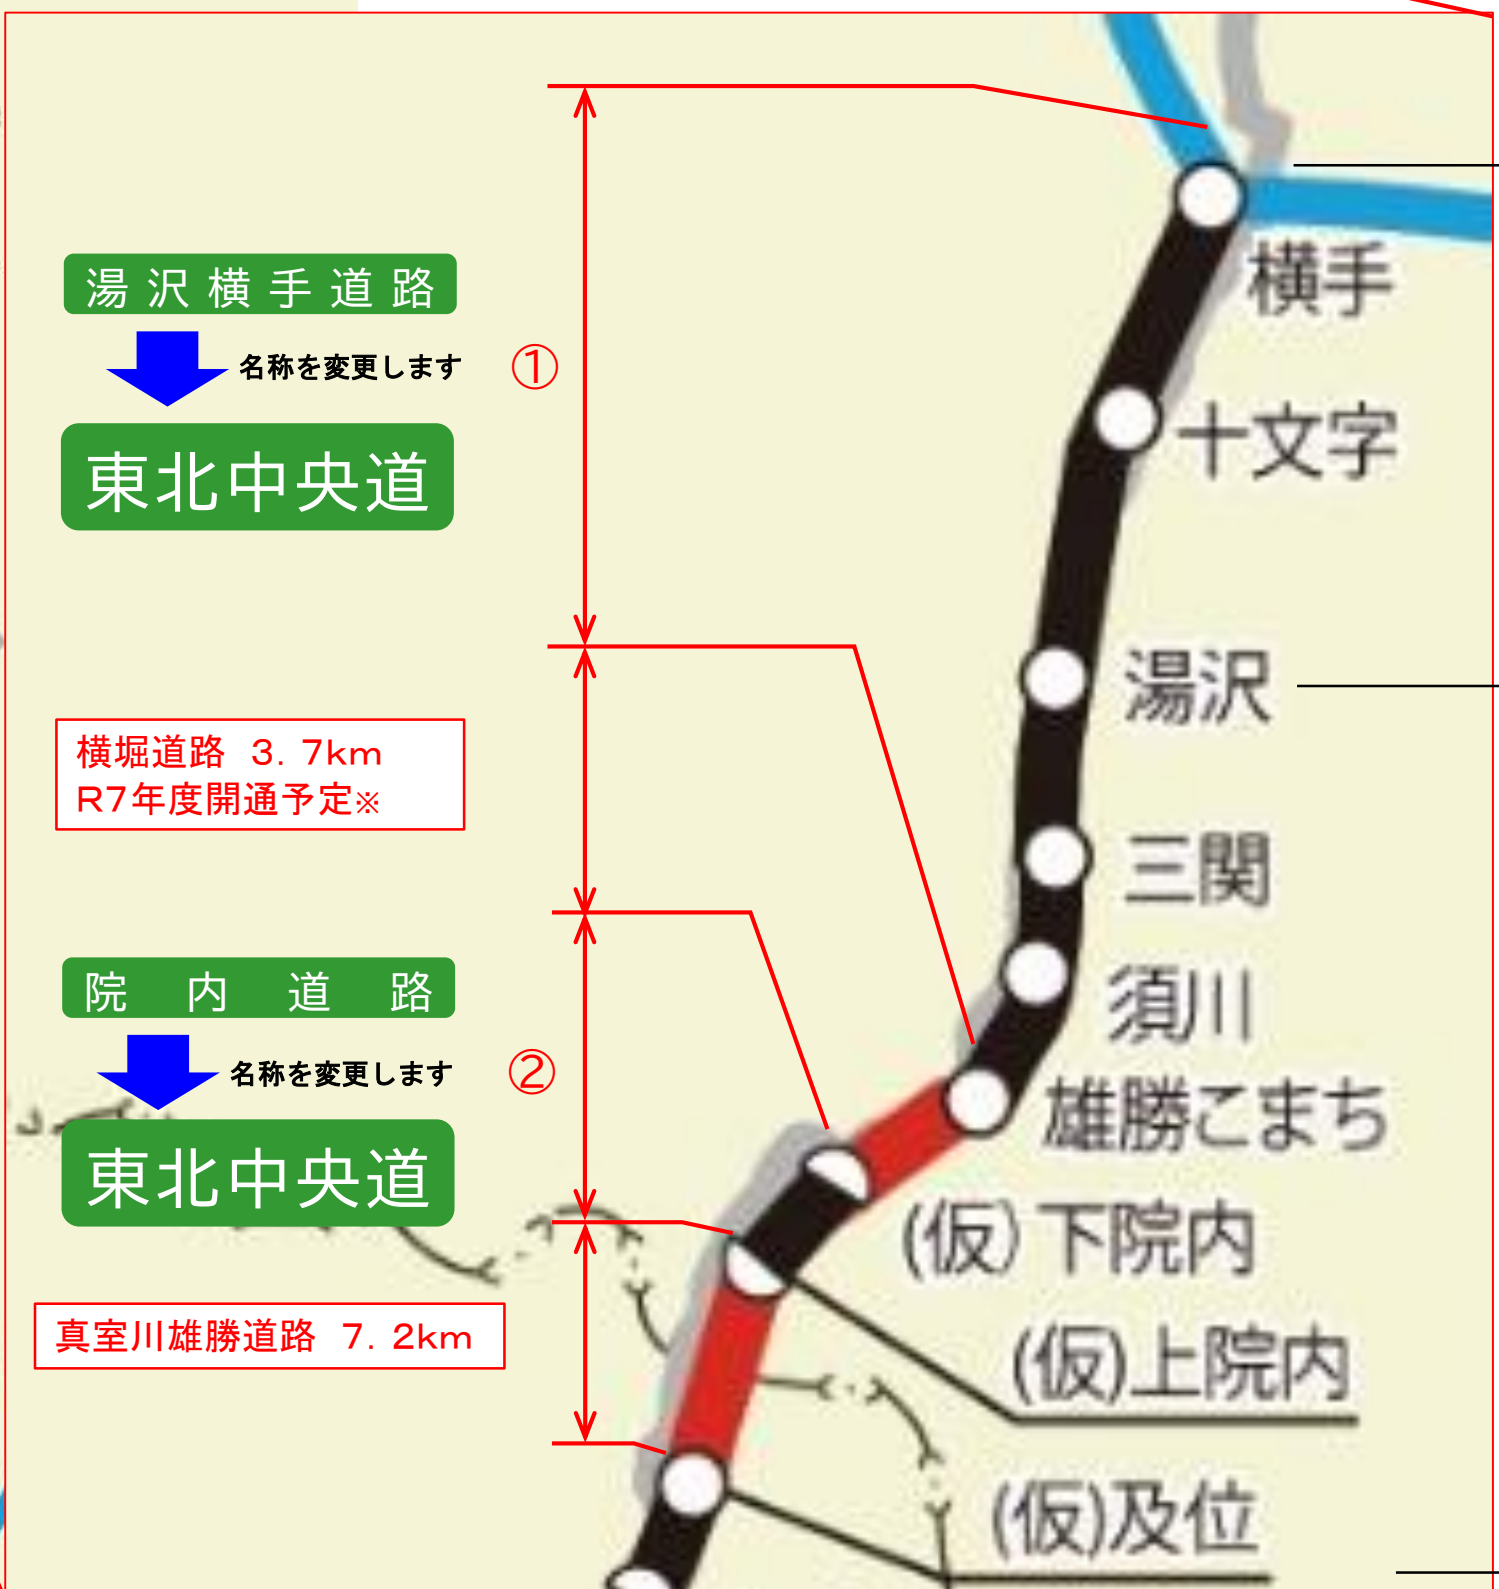 湯沢横手道路
名称を変更します
①
東北中央道
横堀道路　3．7km
R7年度開通予定※
院内道路
名称を変更します
②
東北中央道
真室川雄勝道路　7．2km
横手
十文字
湯沢
三関
須川
雄勝こまち
(仮)下院内
(仮)上院内
(仮)及位